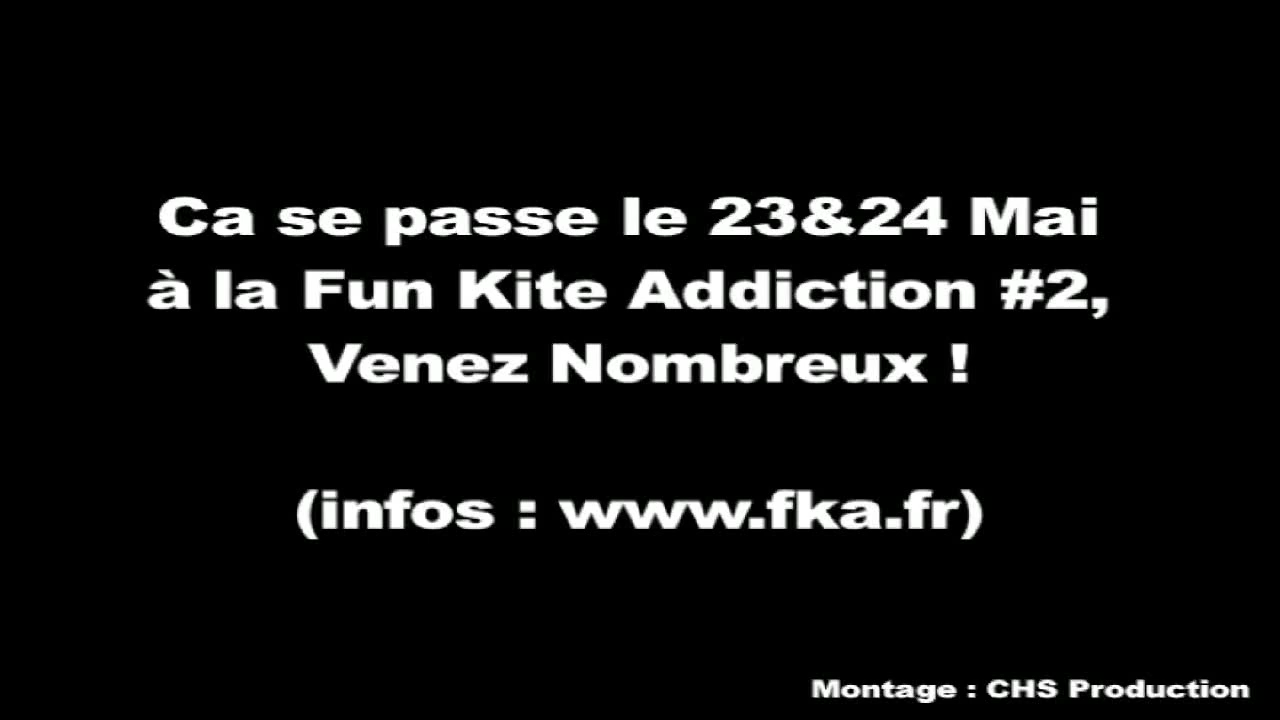 Ca se passe le 23&24 Mai
à la Fun Kite Addiction #2,
Venez Nombreux !
(infos : www.fka.fr)
Montage : CHS Production